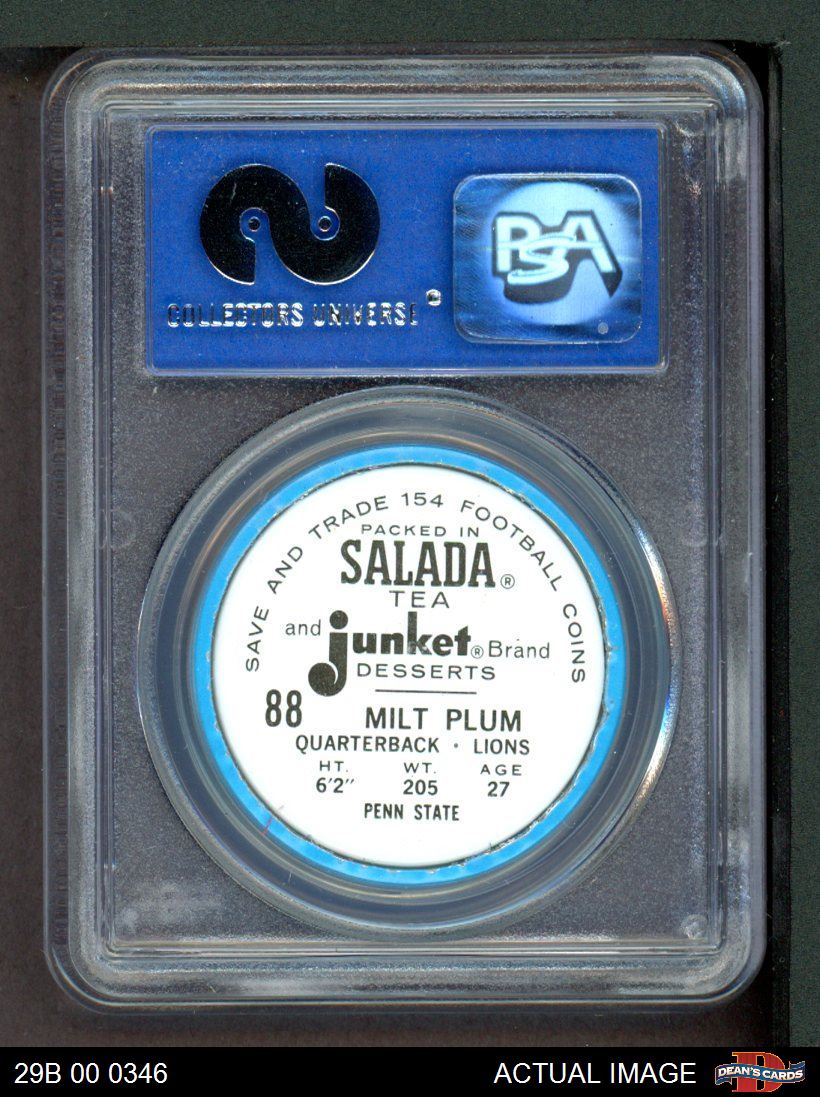 COLLECTORS UNIVERSE
PSA
SAVE AND TRADE 154 FOOTBALL COINS
PACKED IN
SALADA®
TEA
and junket® Brand
DESSERTS
88 MILT PLUM
QUARTERBACK · LIONS
HT. WT. AGE
6'2" 205 27
PENN STATE
29B 00 0346 ACTUAL IMAGE DEAN'S CARDS